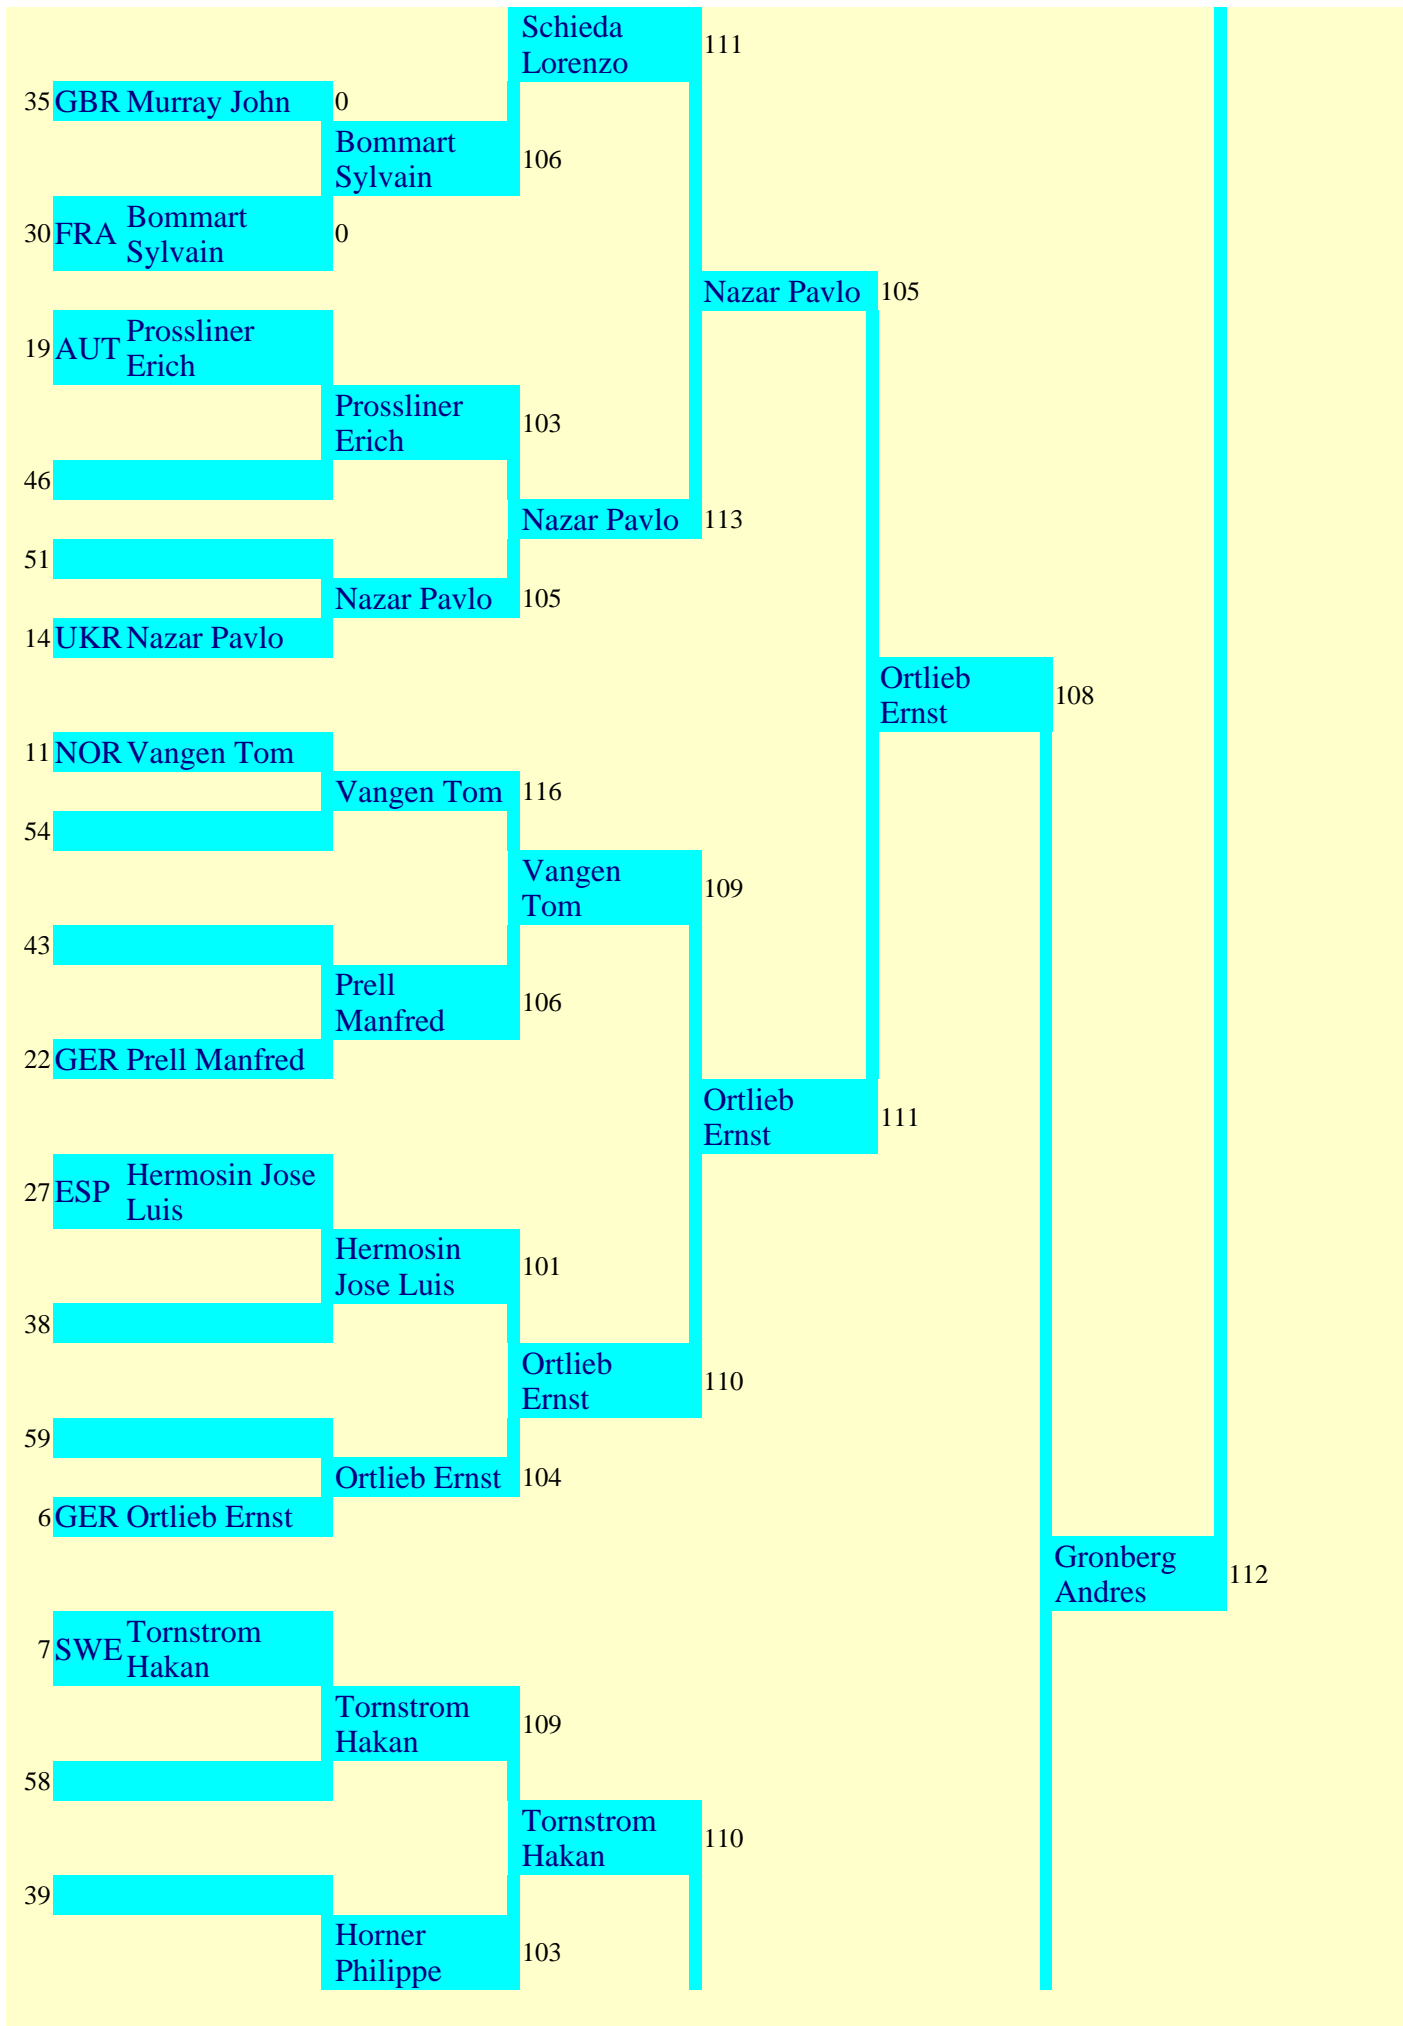 Schieda
Lorenzo
111
35 GBR Murray John 0
Bommart
Sylvain
106
30 FRA Bommart
Sylvain
0
Nazar Pavlo 105
19 AUT Prossliner
Erich
Prossliner
Erich
103
46
Nazar Pavlo 113
51
Nazar Pavlo 105
14 UKR Nazar Pavlo
Ortlieb
Ernst
108
11 NOR Vangen Tom
Vangen Tom 116
54
Vangen
Tom
109
43
Prell
Manfred
106
22 GER Prell Manfred
Ortlieb
Ernst
111
27 ESP Hermosin Jose
Luis
Hermosin
Jose Luis
101
38
Ortlieb
Ernst
110
59
Ortlieb Ernst 104
6 GER Ortlieb Ernst
Gronberg
Andres
112
7 SWE Tornstrom
Hakan
Tornstrom
Hakan
109
58
Tornstrom
Hakan
110
39
Horner
Philippe
103